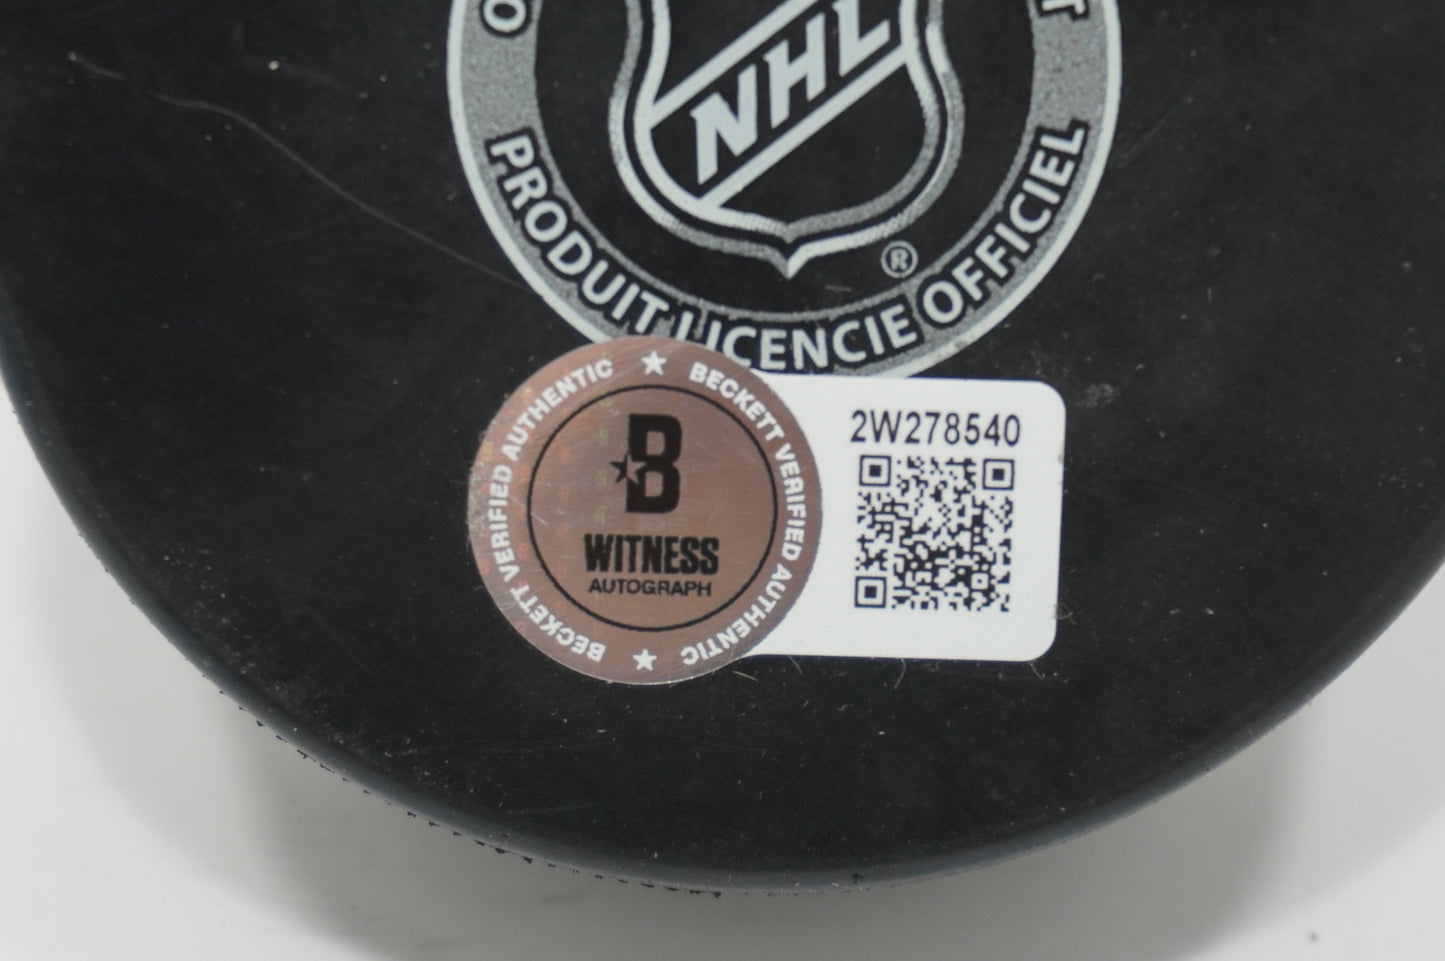 NHL
®
PRODUIT LICENCIE OFFICIEL
BECKETT VERIFIED AUTHENTIC
BECKETT VERIFIED AUTHENTIC
B
WITNESS
AUTOGRAPH
2W278540